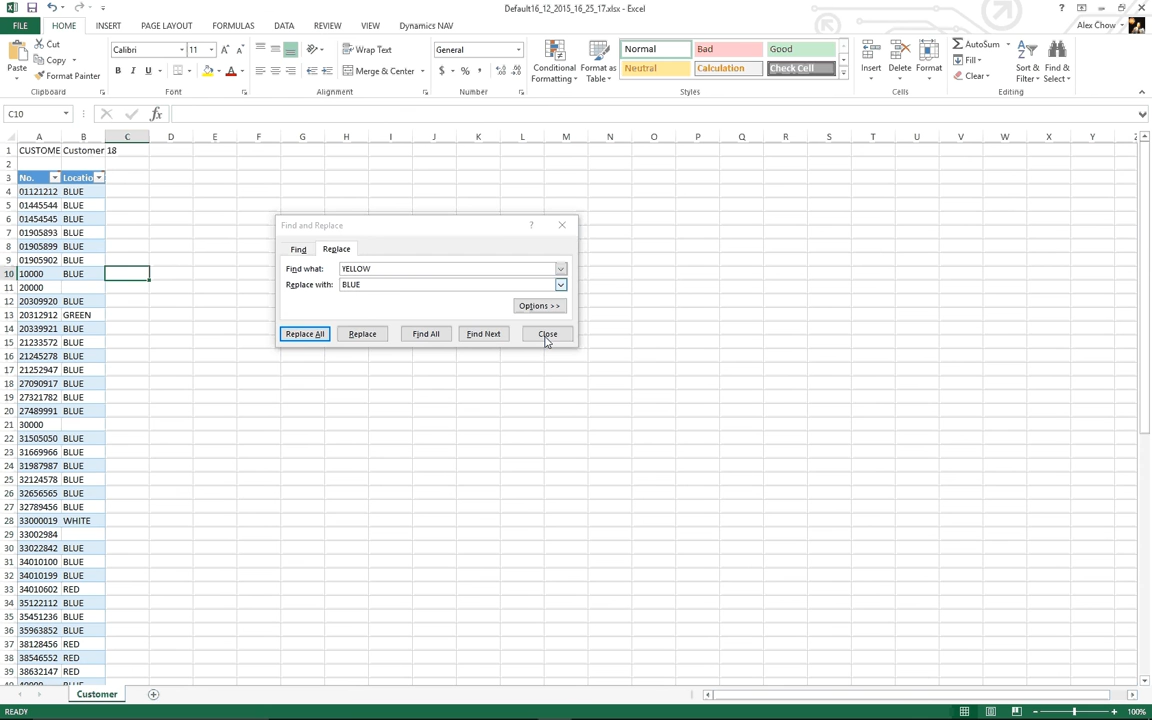 Default16_12_2015_16_25_17.xlsx - Excel
FILE HOME INSERT PAGE LAYOUT FORMULAS DATA REVIEW VIEW Dynamics NAV Alex Chow
Paste
Cut
Copy
Format Painter
Clipboard
Calibri 11
B I U
Font
Wrap Text
Merge & Center
Alignment
General
$ % ,
Number
Conditional Formatting
Format as Table
Normal Bad Good
Neutral Calculation Check Cell
Styles
Insert Delete Format
Cells
AutoSum
Fill
Clear
Sort & Filter
Find & Select
Editing
C10 fx
A B C D E F G H I J K L M N O P Q R S T U V W X Y Z
1 CUSTOME Customer 18
2
3 No. Locatio
4 01121212 BLUE
5 01445544 BLUE
6 01454545 BLUE
7 01905893 BLUE
8 01905899 BLUE
9 01905902 BLUE
10 10000 BLUE
11 20000
12 20309920 BLUE
13 20312912 GREEN
14 20339921 BLUE
15 21233572 BLUE
16 21245278 BLUE
17 21252947 BLUE
18 27090917 BLUE
19 27321782 BLUE
20 27489991 BLUE
21 30000
22 31505050 BLUE
23 31669966 BLUE
24 31987987 BLUE
25 32124578 BLUE
26 32656565 BLUE
27 32789456 BLUE
28 33000019 WHITE
29 33002984
30 33022842 BLUE
31 34010100 BLUE
32 34010199 BLUE
33 34010602 RED
34 35122112 BLUE
35 35451236 BLUE
36 35963852 BLUE
37 38128456 RED
38 38546552 RED
39 38632147 RED
40 40000 BLUE
Find and Replace
Find Replace
Find what: YELLOW
Replace with: BLUE
Options >>
Replace All Replace Find All Find Next Close
Customer
READY 100%